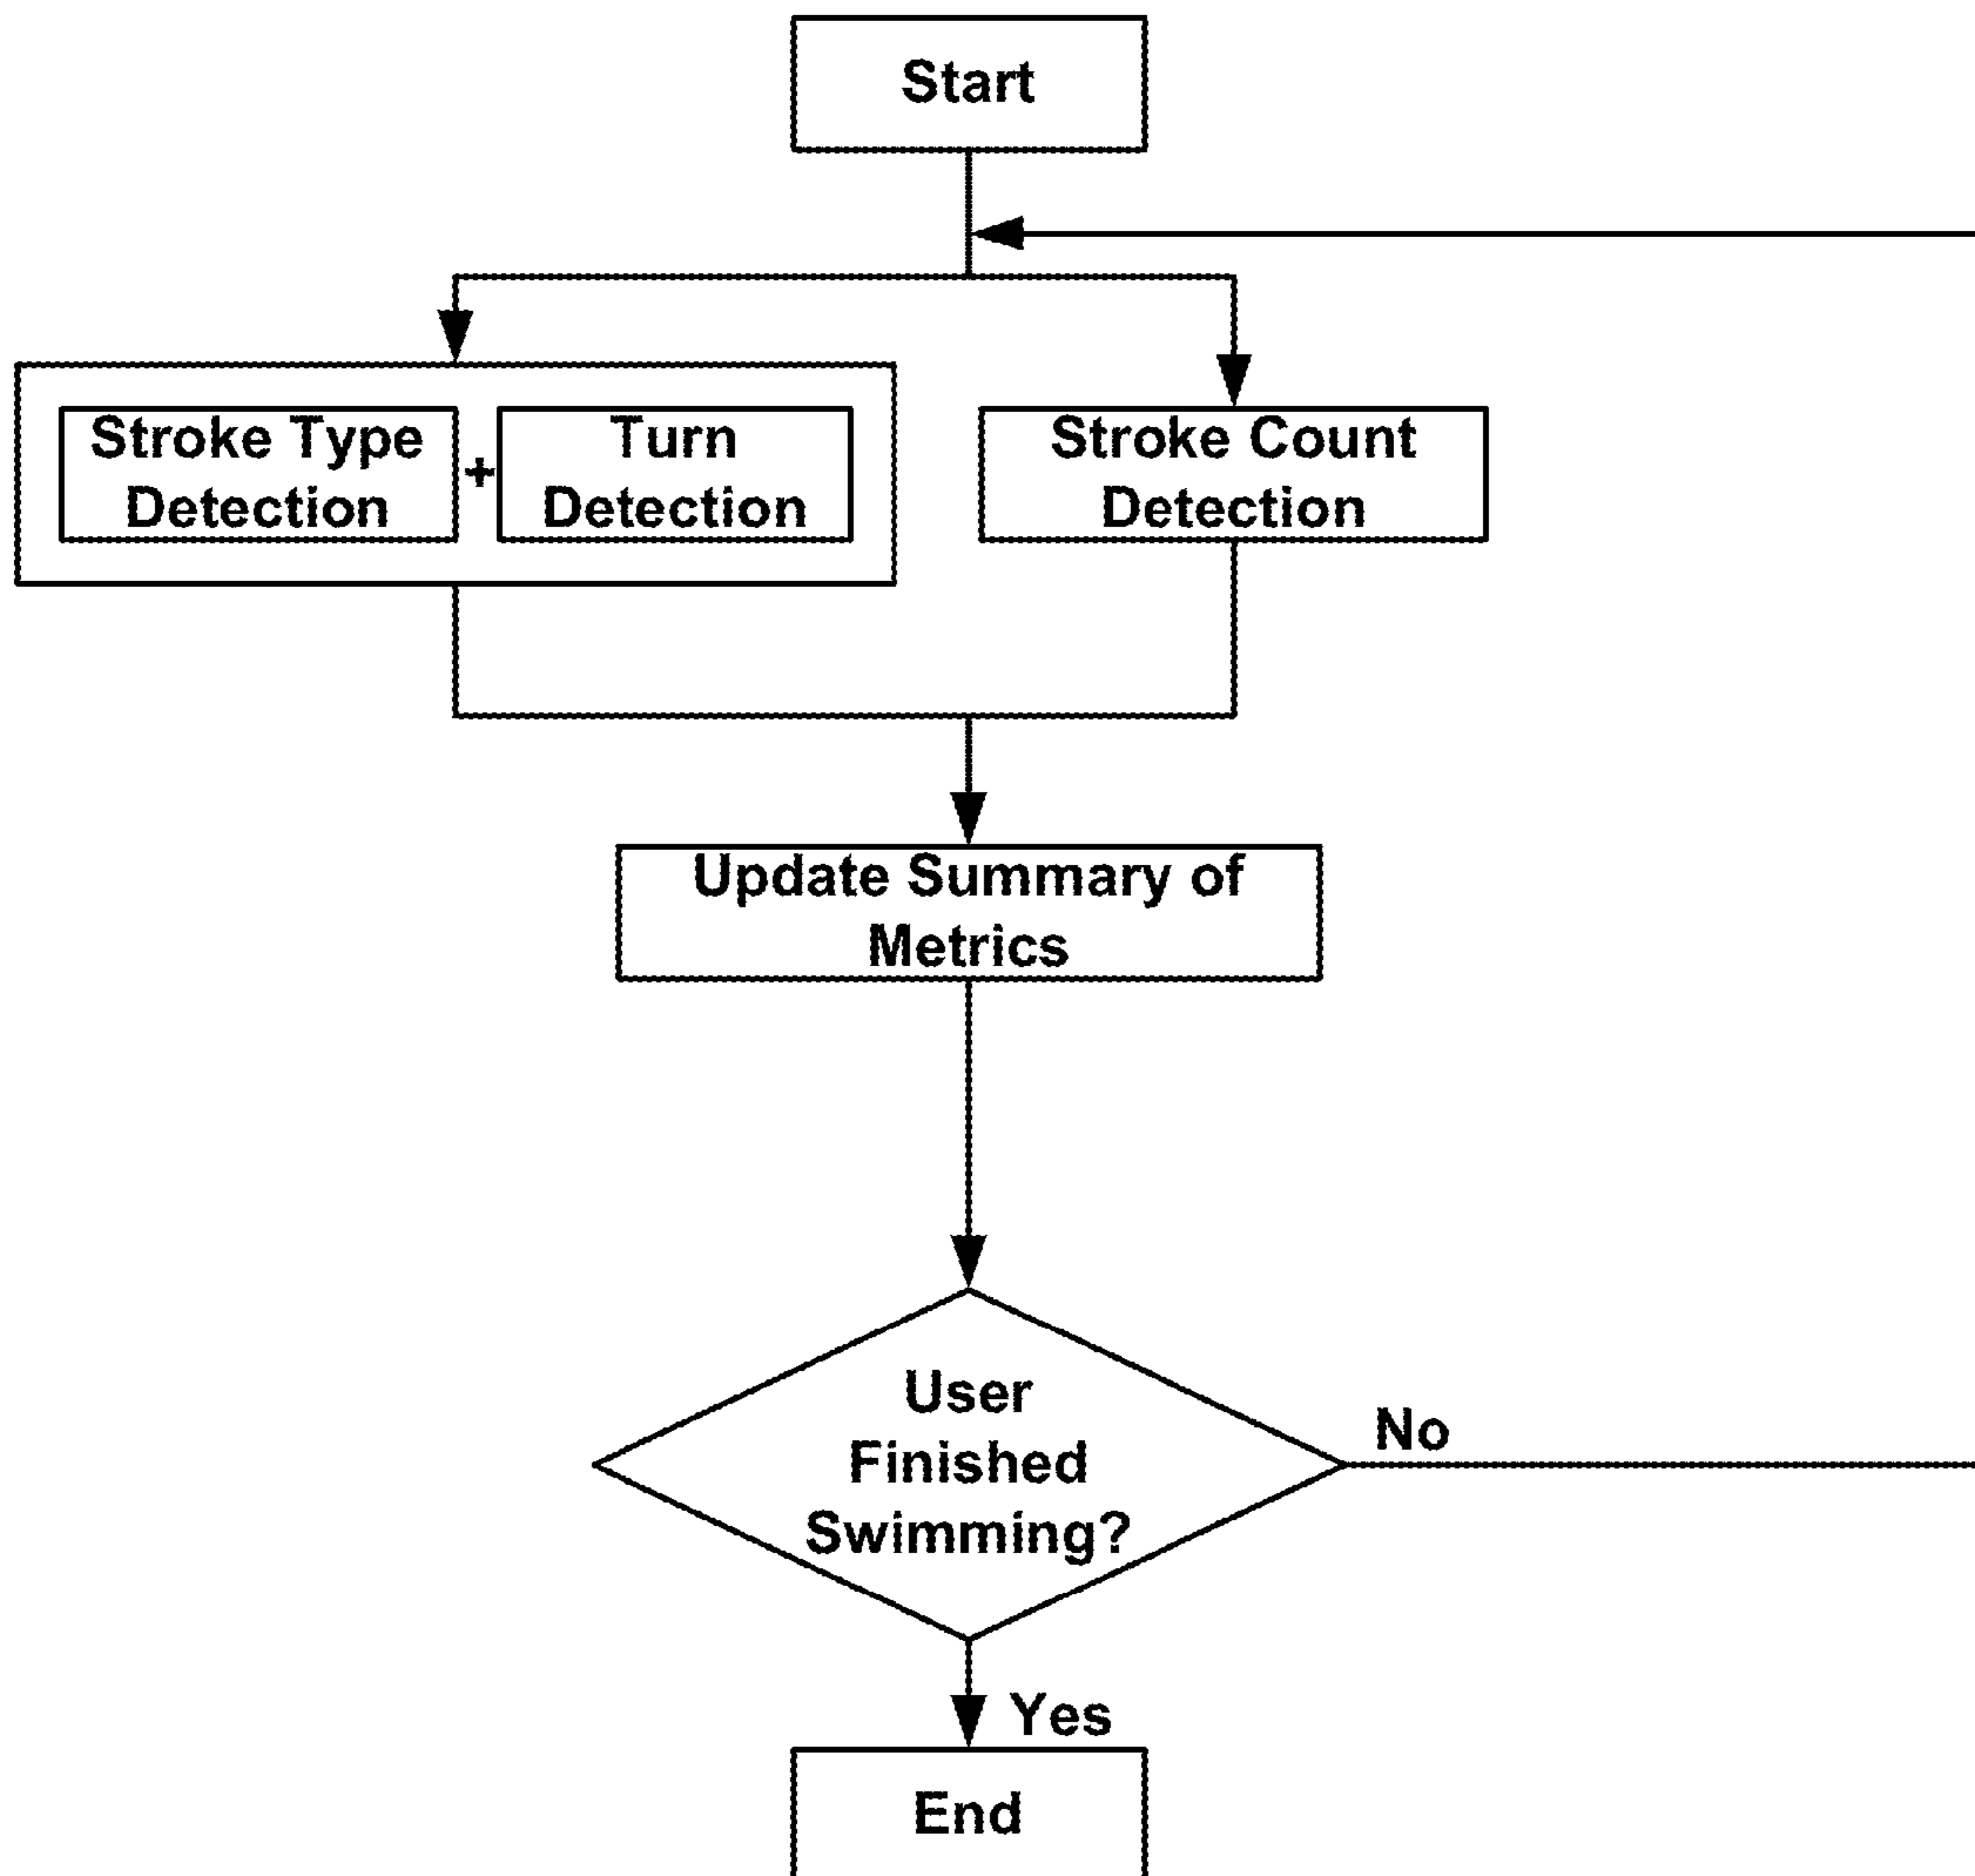 Start
Stroke Type
Detection
+
Turn
Detection
Stroke Count
Detection
Update Summary of
Metrics
User
Finished
Swimming?
No
Yes
End